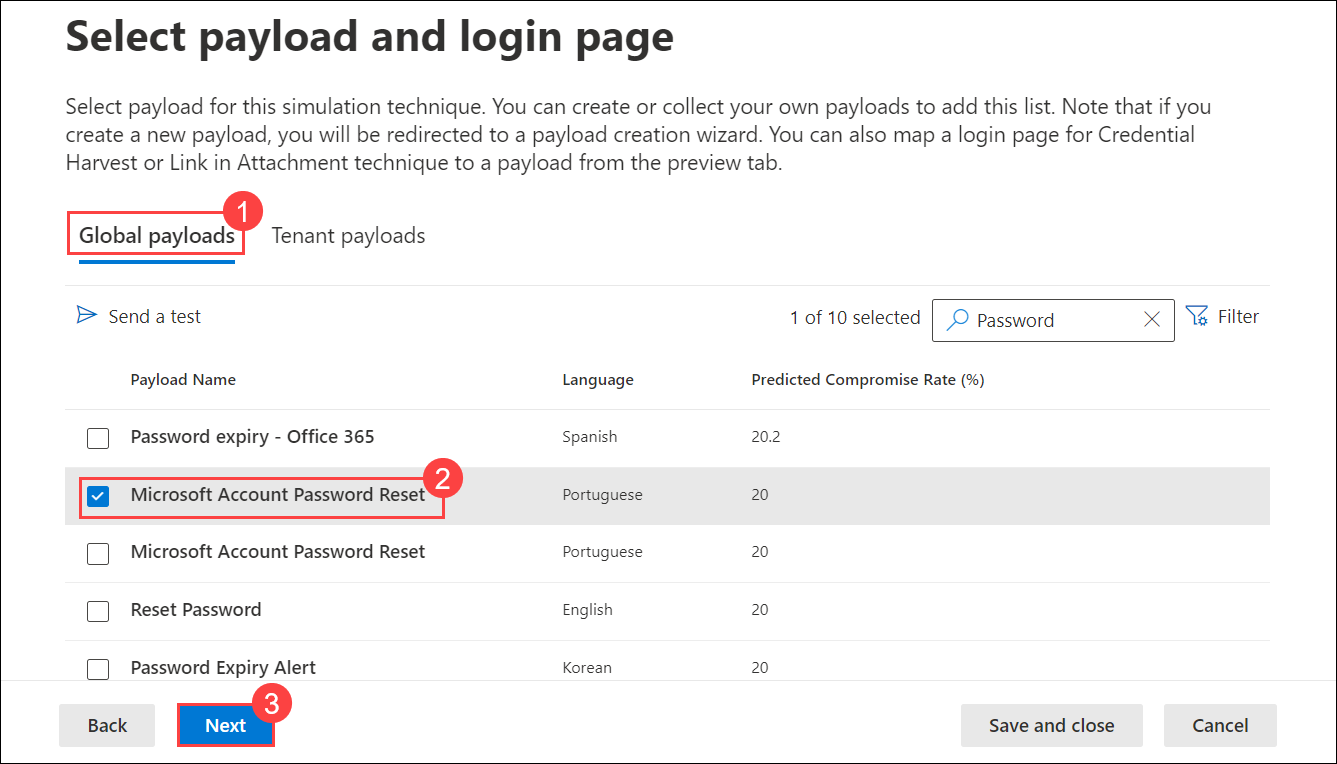 Select payload and login page
Select payload for this simulation technique. You can create or collect your own payloads to add this list. Note that if you
create a new payload, you will be redirected to a payload creation wizard. You can also map a login page for Credential
Harvest or Link in Attachment technique to a payload from the preview tab.
1
Global payloads Tenant payloads
Send a test 1 of 10 selected Password Filter
Payload Name Language Predicted Compromise Rate (%)
Password expiry - Office 365 Spanish 20.2
2
Microsoft Account Password Reset Portuguese 20
Microsoft Account Password Reset Portuguese 20
Reset Password English 20
Password Expiry Alert Korean 20
3
Back Next Save and close Cancel